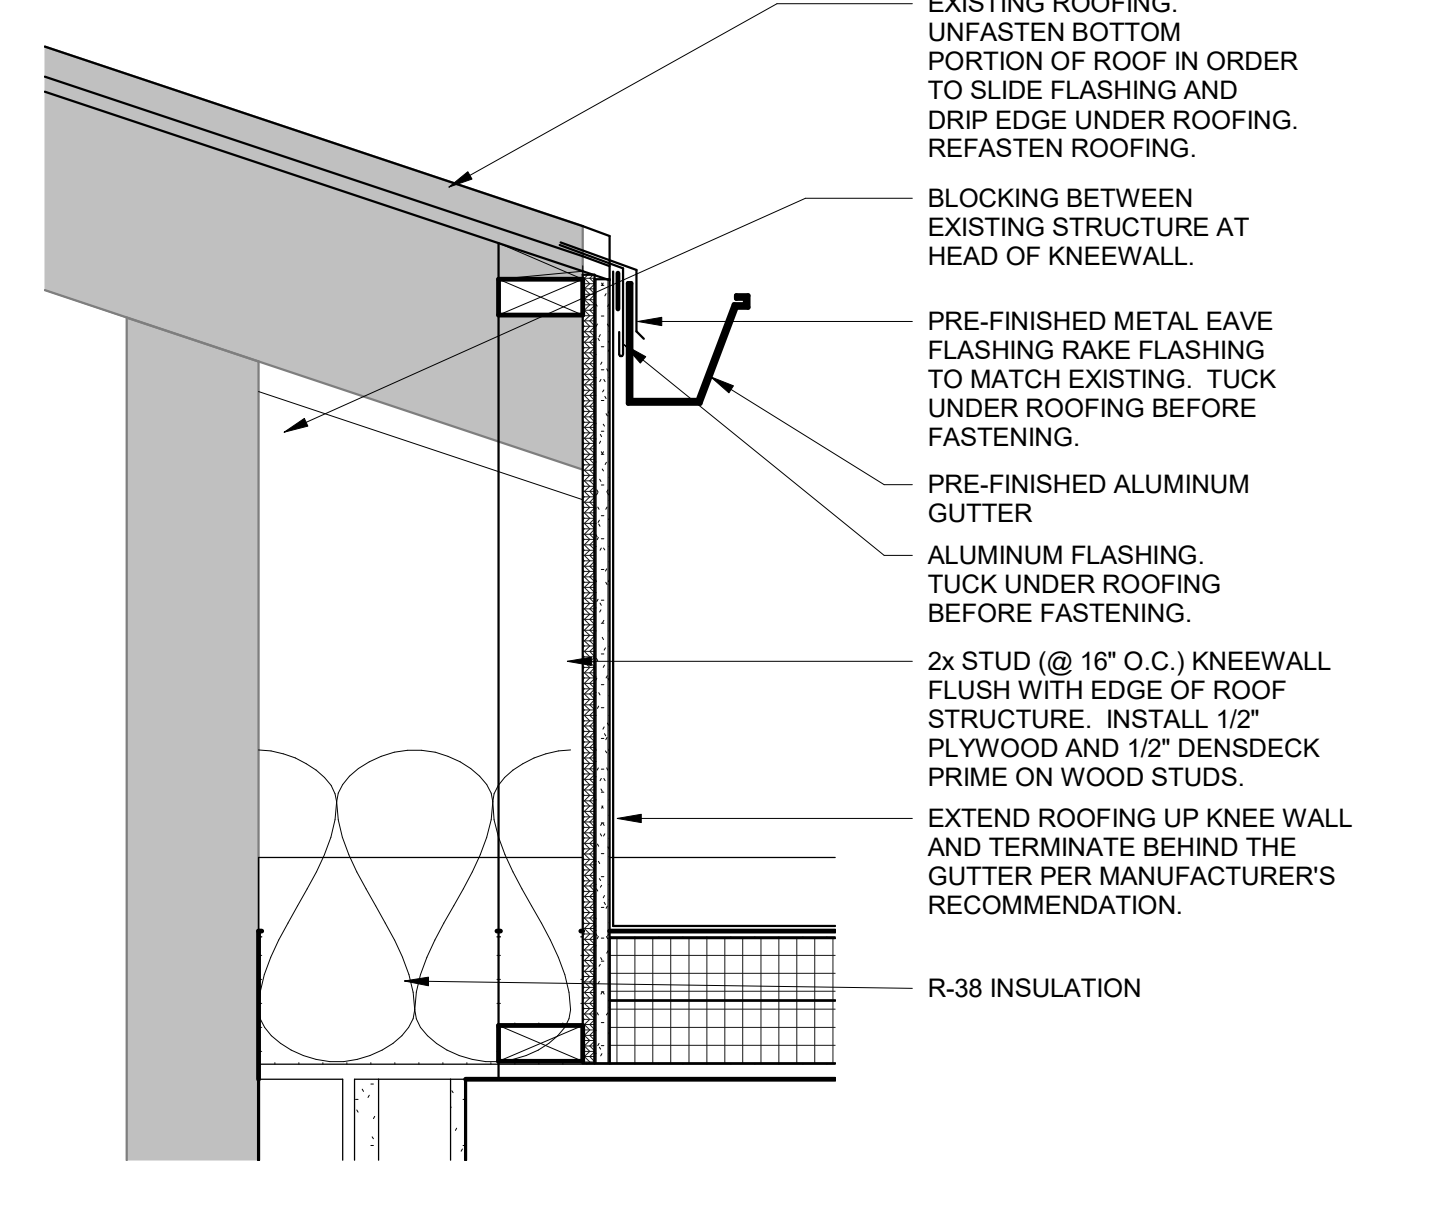 EXISTING ROOFING.
UNFASTEN BOTTOM
PORTION OF ROOF IN ORDER
TO SLIDE FLASHING AND
DRIP EDGE UNDER ROOFING.
REFASTEN ROOFING.
BLOCKING BETWEEN
EXISTING STRUCTURE AT
HEAD OF KNEEWALL.
PRE-FINISHED METAL EAVE
FLASHING RAKE FLASHING
TO MATCH EXISTING.  TUCK
UNDER ROOFING BEFORE
FASTENING.
PRE-FINISHED ALUMINUM
GUTTER
ALUMINUM FLASHING.
TUCK UNDER ROOFING
BEFORE FASTENING.
2x STUD (@ 16" O.C.) KNEEWALL
FLUSH WITH EDGE OF ROOF
STRUCTURE.  INSTALL 1/2"
PLYWOOD AND 1/2" DENSDECK
PRIME ON WOOD STUDS.
EXTEND ROOFING UP KNEE WALL
AND TERMINATE BEHIND THE
GUTTER PER MANUFACTURER'S
RECOMMENDATION.
R-38 INSULATION